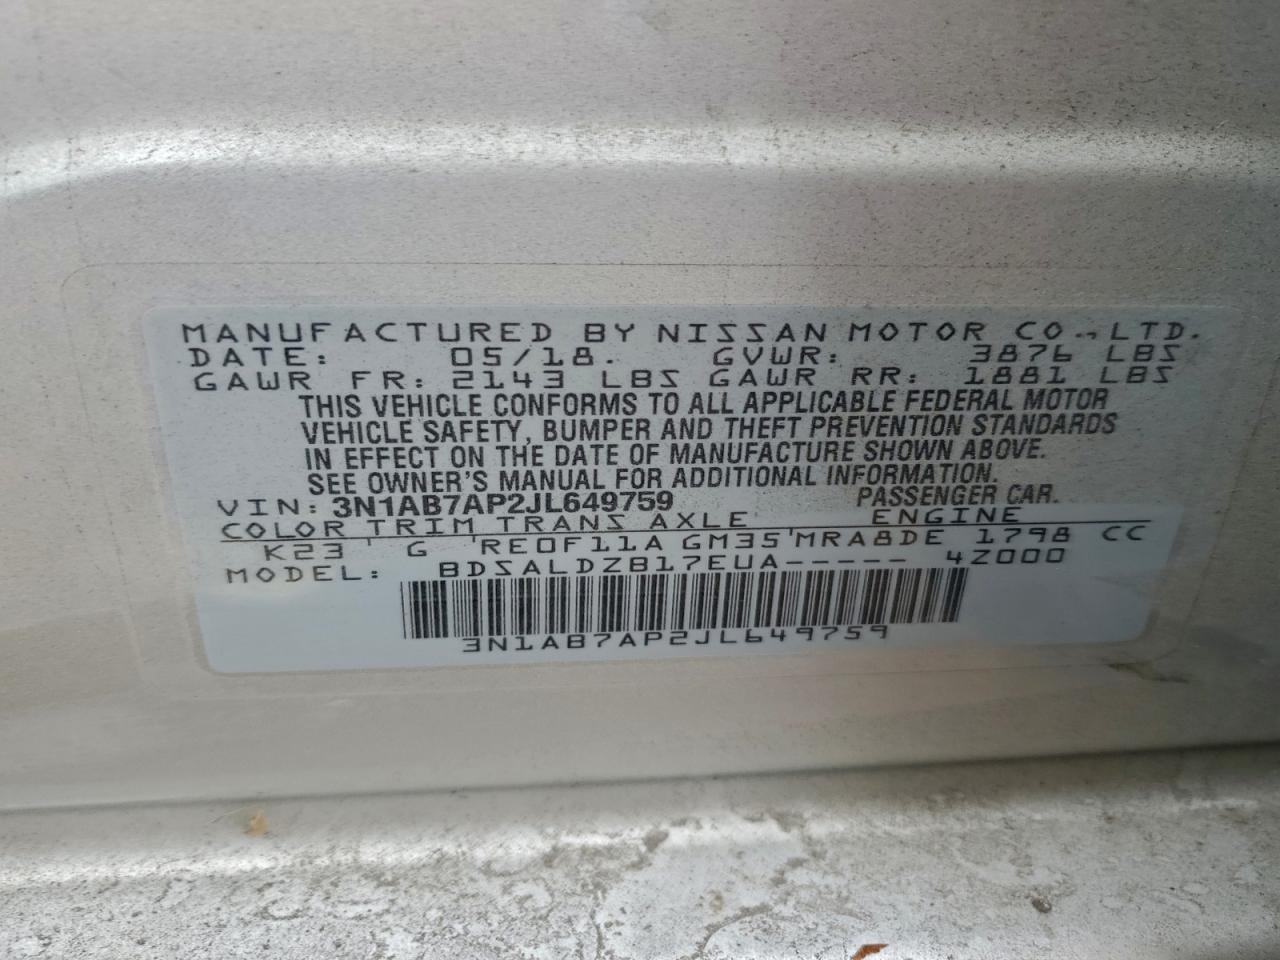 MANUFACTURED BY NISSAN MOTOR CO., LTD.
DATE: 05/18. GVWR: 3876 LBS
GAWR FR: 2143 LBS GAWR RR: 1881 LBS
THIS VEHICLE CONFORMS TO ALL APPLICABLE FEDERAL MOTOR
VEHICLE SAFETY, BUMPER AND THEFT PREVENTION STANDARDS
IN EFFECT ON THE DATE OF MANUFACTURE SHOWN ABOVE.
SEE OWNER'S MANUAL FOR ADDITIONAL INFORMATION.
VIN: 3N1AB7AP2JL649759 PASSENGER CAR.
COLOR TRIM TRANS AXLE ENGINE
K23 ' G 'RE0F11A GM35'MRA8DE 1798 CC
MODEL: BDSALDZB17EUA----- 4Z000
3N1AB7AP2JL649759